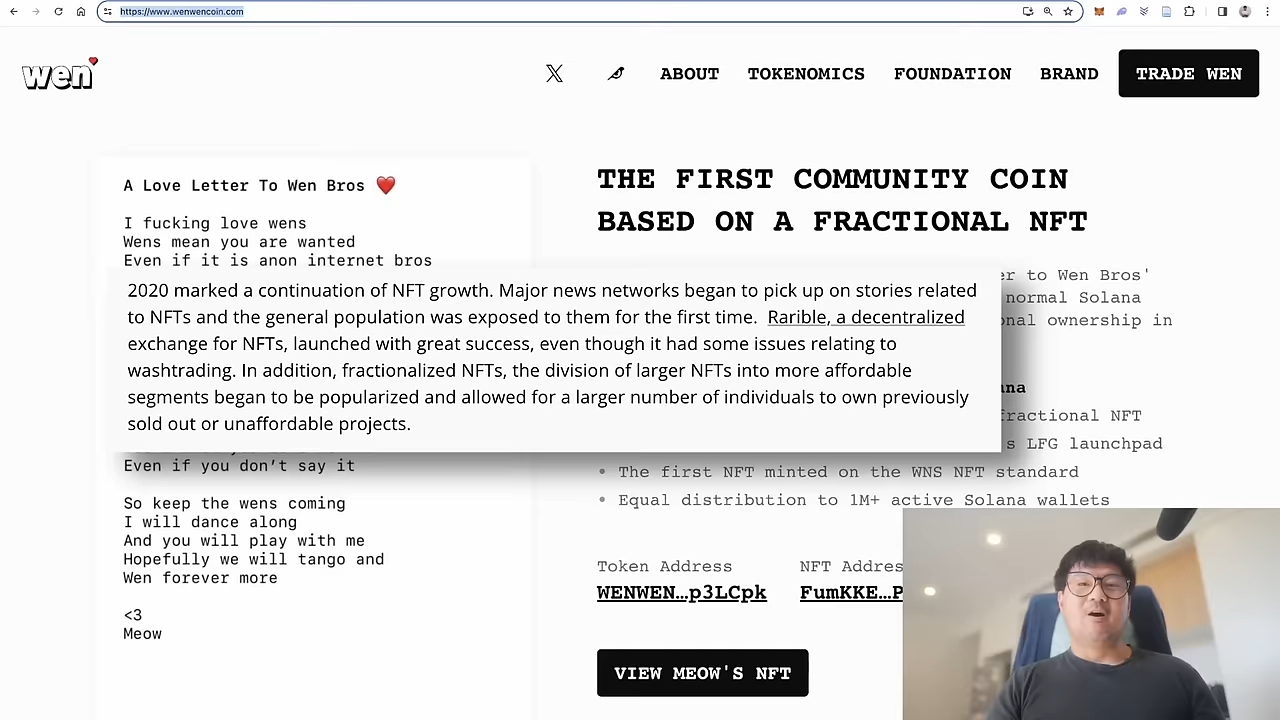 https://www.wenwencoin.com
wen
ABOUT
TOKENOMICS
FOUNDATION
BRAND
TRADE WEN
A Love Letter To Wen Bros ❤️
I fucking love wens
Wens mean you are wanted
Even if it is anon internet bros
Even if you don’t say it
So keep the wens coming
I will dance along
And you will play with me
Hopefully we will tango and
Wen forever more
<3
Meow
THE FIRST COMMUNITY COIN
BASED ON A FRACTIONAL NFT
to Wen Bros'
normal Solana
ownership in
2020 marked a continuation of NFT growth. Major news networks began to pick up on stories related
to NFTs and the general population was exposed to them for the first time. Rarible, a decentralized
exchange for NFTs, launched with great success, even though it had some issues relating to
washtrading. In addition, fractionalized NFTs, the division of larger NFTs into more affordable
segments began to be popularized and allowed for a larger number of individuals to own previously
sold out or unaffordable projects.
fractional NFT
LFG launchpad
• The first NFT minted on the WNS NFT standard
• Equal distribution to 1M+ active Solana wallets
Token Address
WENWEN…p3LCpk
NFT Addres
FumKKE…P
VIEW MEOW'S NFT